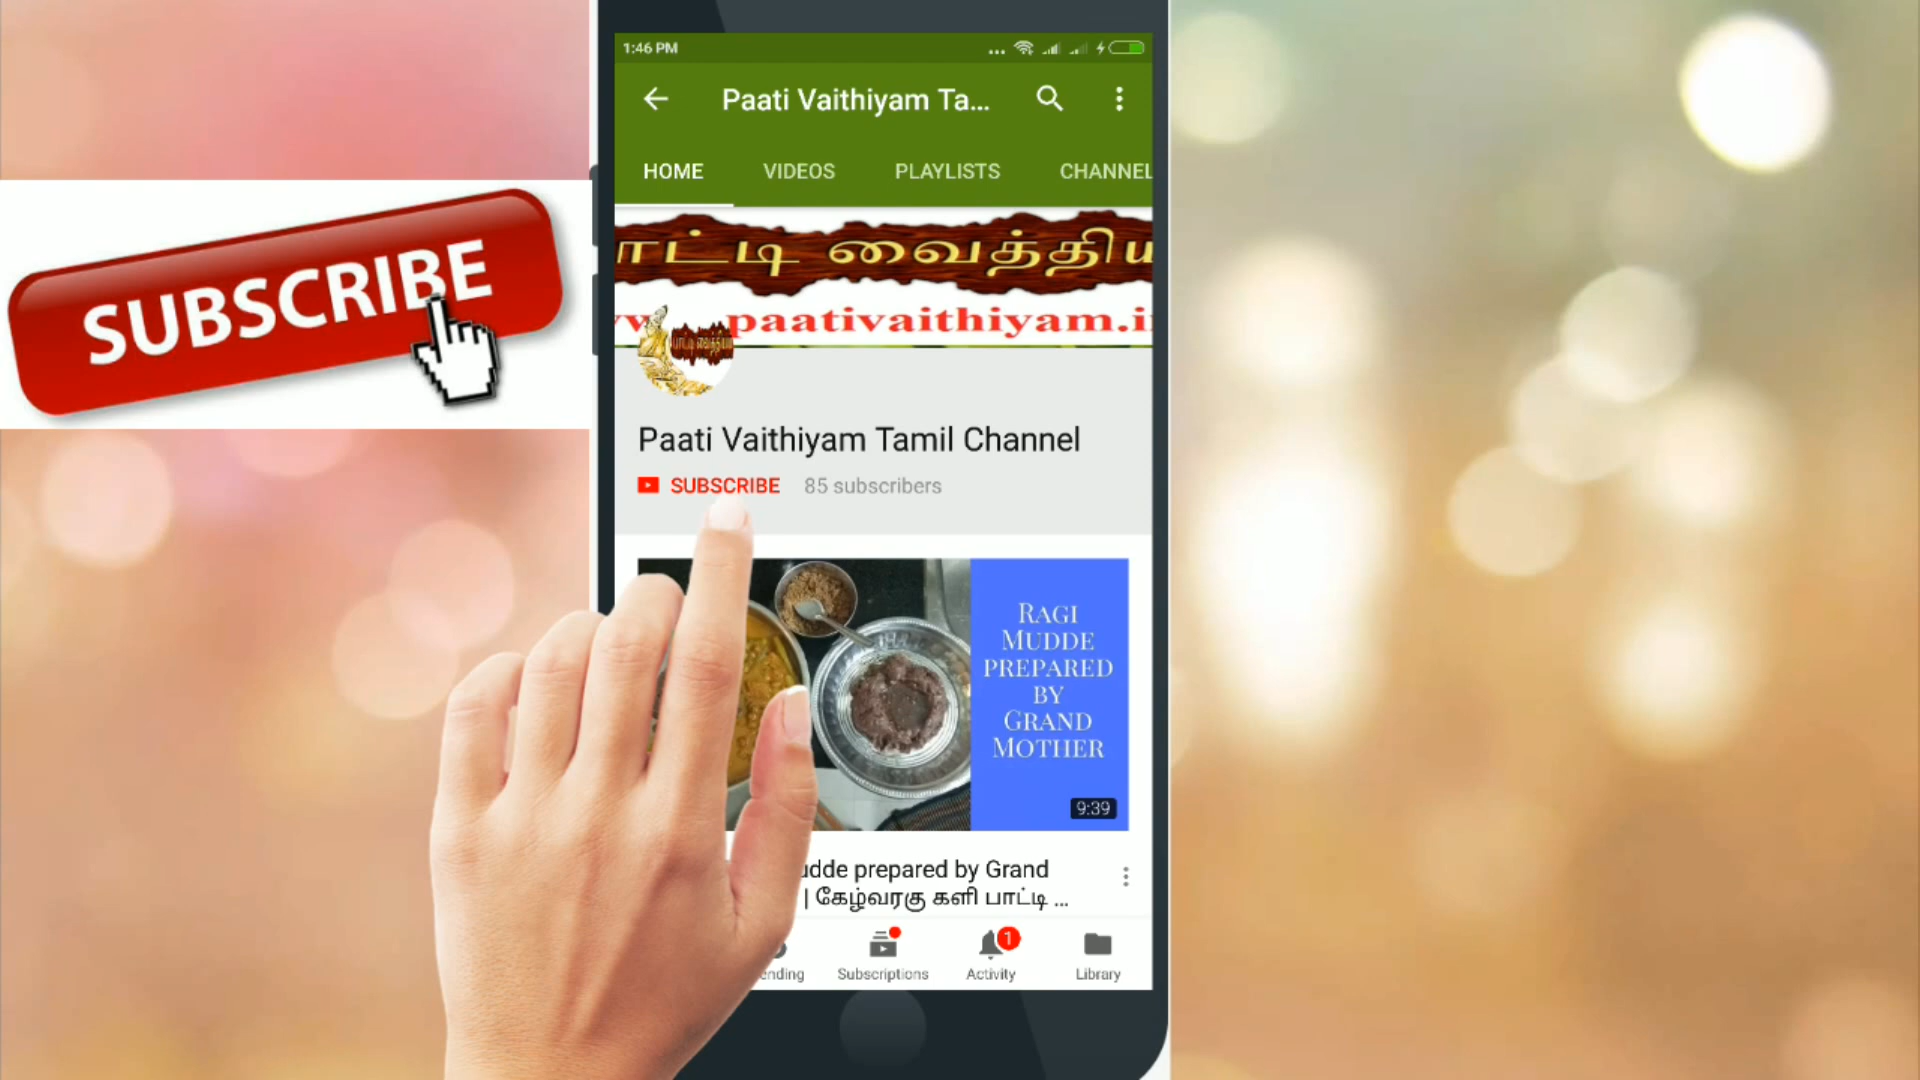 SUBSCRIBE
1:46 PM
Paati Vaithiyam Ta...
HOME VIDEOS PLAYLISTS CHANNEL
பாட்டி வைத்திய
paativaithiyam.i
பாட்டி வைத்திய
Paati Vaithiyam Tamil Channel
SUBSCRIBE 85 subscribers
RAGI
MUDDE
PREPARED
BY
GRAND
MOTHER
9:39
udde prepared by Grand
| கேழ்வரகு களி பாட்டி ...
ending Subscriptions Activity 1 Library